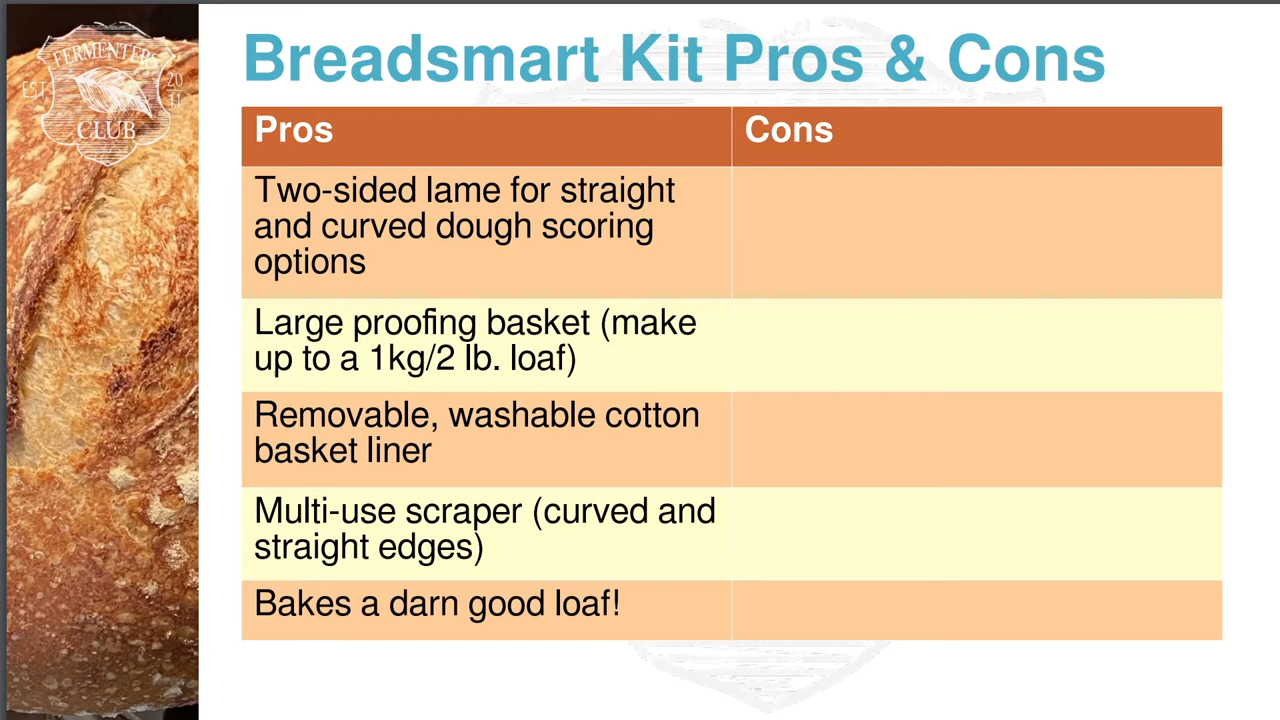 FERMENTERS
EST.
20
11
CLUB
Breadsmart Kit Pros & Cons
Pros
Cons
Two-sided lame for straight
and curved dough scoring
options
Large proofing basket (make
up to a 1kg/2 lb. loaf)
Removable, washable cotton
basket liner
Multi-use scraper (curved and
straight edges)
Bakes a darn good loaf!